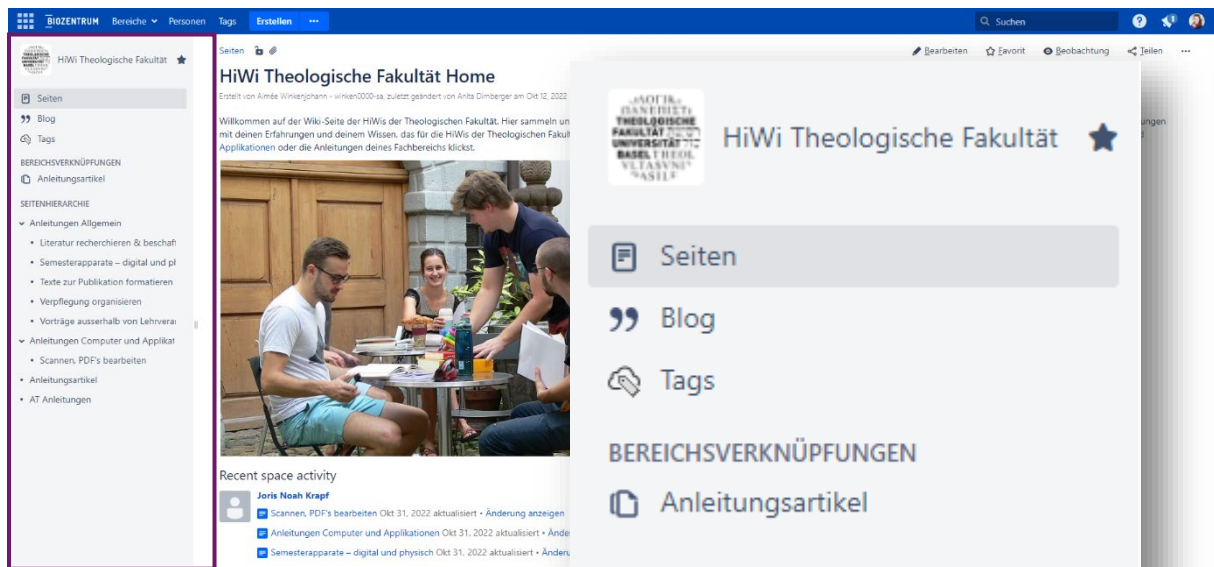 BIOZENTRUM Bereiche Personen Tags Erstellen ••• Suchen
HiWi Theologische Fakultät
Seiten
Blog
Tags
BEREICHSVERKNÜPFUNGEN
Anleitungsartikel
SEITENHIERARCHIE
Anleitungen Allgemein
• Literatur recherchieren & beschaf
• Semesterapparate – digital und pl
• Texte zur Publikation formatieren
• Verpflegung organisieren
• Vorträge ausserhalb von Lehrvera
Anleitungen Computer und Applikat
• Scannen, PDF's bearbeiten
• Anleitungsartikel
• AT Anleitungen
Seiten
Bearbeiten Favorit Beobachtung Teilen •••
HiWi Theologische Fakultät Home
Erstellt von Aimée Winkenjohann - winken0000-sa, zuletzt geändert von Anita Dirnberger am Okt 12, 2022
Willkommen auf der Wiki-Seite der HiWis der Theologischen Fakultät. Hier sammeln un
mit deinen Erfahrungen und deinem Wissen, das für die HiWis der Theologischen Fakul
Applikationen oder die Anleitungen deines Fachbereichs klickst.
ungen
Recent space activity
Joris Noah Krapf
Scannen, PDF's bearbeiten Okt 31, 2022 aktualisiert • Änderung anzeigen
Anleitungen Computer und Applikationen Okt 31, 2022 aktualisiert • Ände
Semesterapparate – digital und physisch Okt 31, 2022 aktualisiert • Änderu
THEOLOGISCHE
FAKULTÄT
UNIVERSITÄT
BASEL THEOL
HiWi Theologische Fakultät
Seiten
Blog
Tags
BEREICHSVERKNÜPFUNGEN
Anleitungsartikel